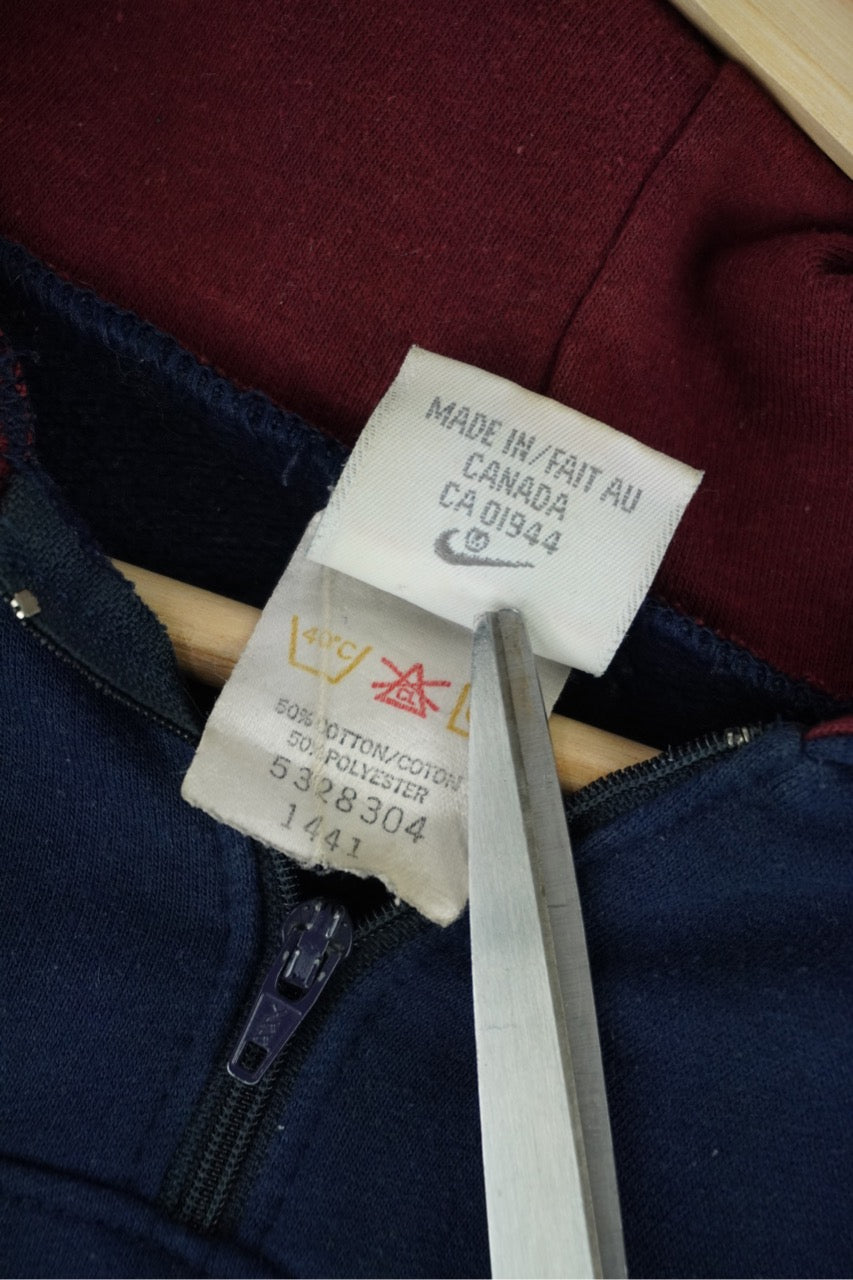 MADE IN/FAIT AU
CANADA
CA 01944
40°C
CL
50% COTTON/COTON
50% POLYESTER
5328304
1441